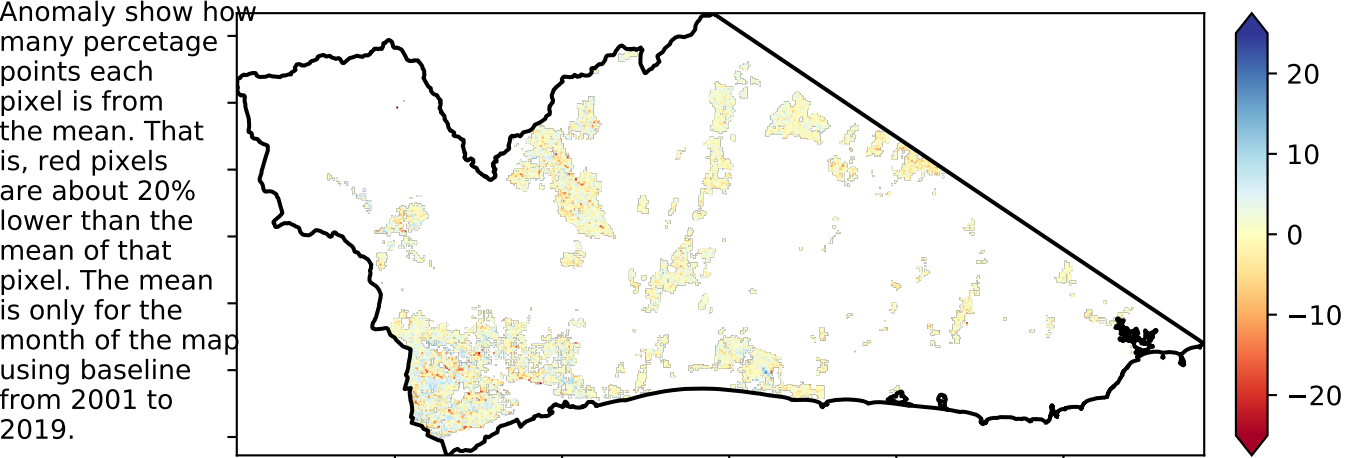 Anomaly show how
many percetage
points each
pixel is from
the mean. That
is, red pixels
are about 20%
lower than the
mean of that
pixel. The mean
is only for the
month of the map
using baseline
from 2001 to
2019.
20
10
0
−10
−20